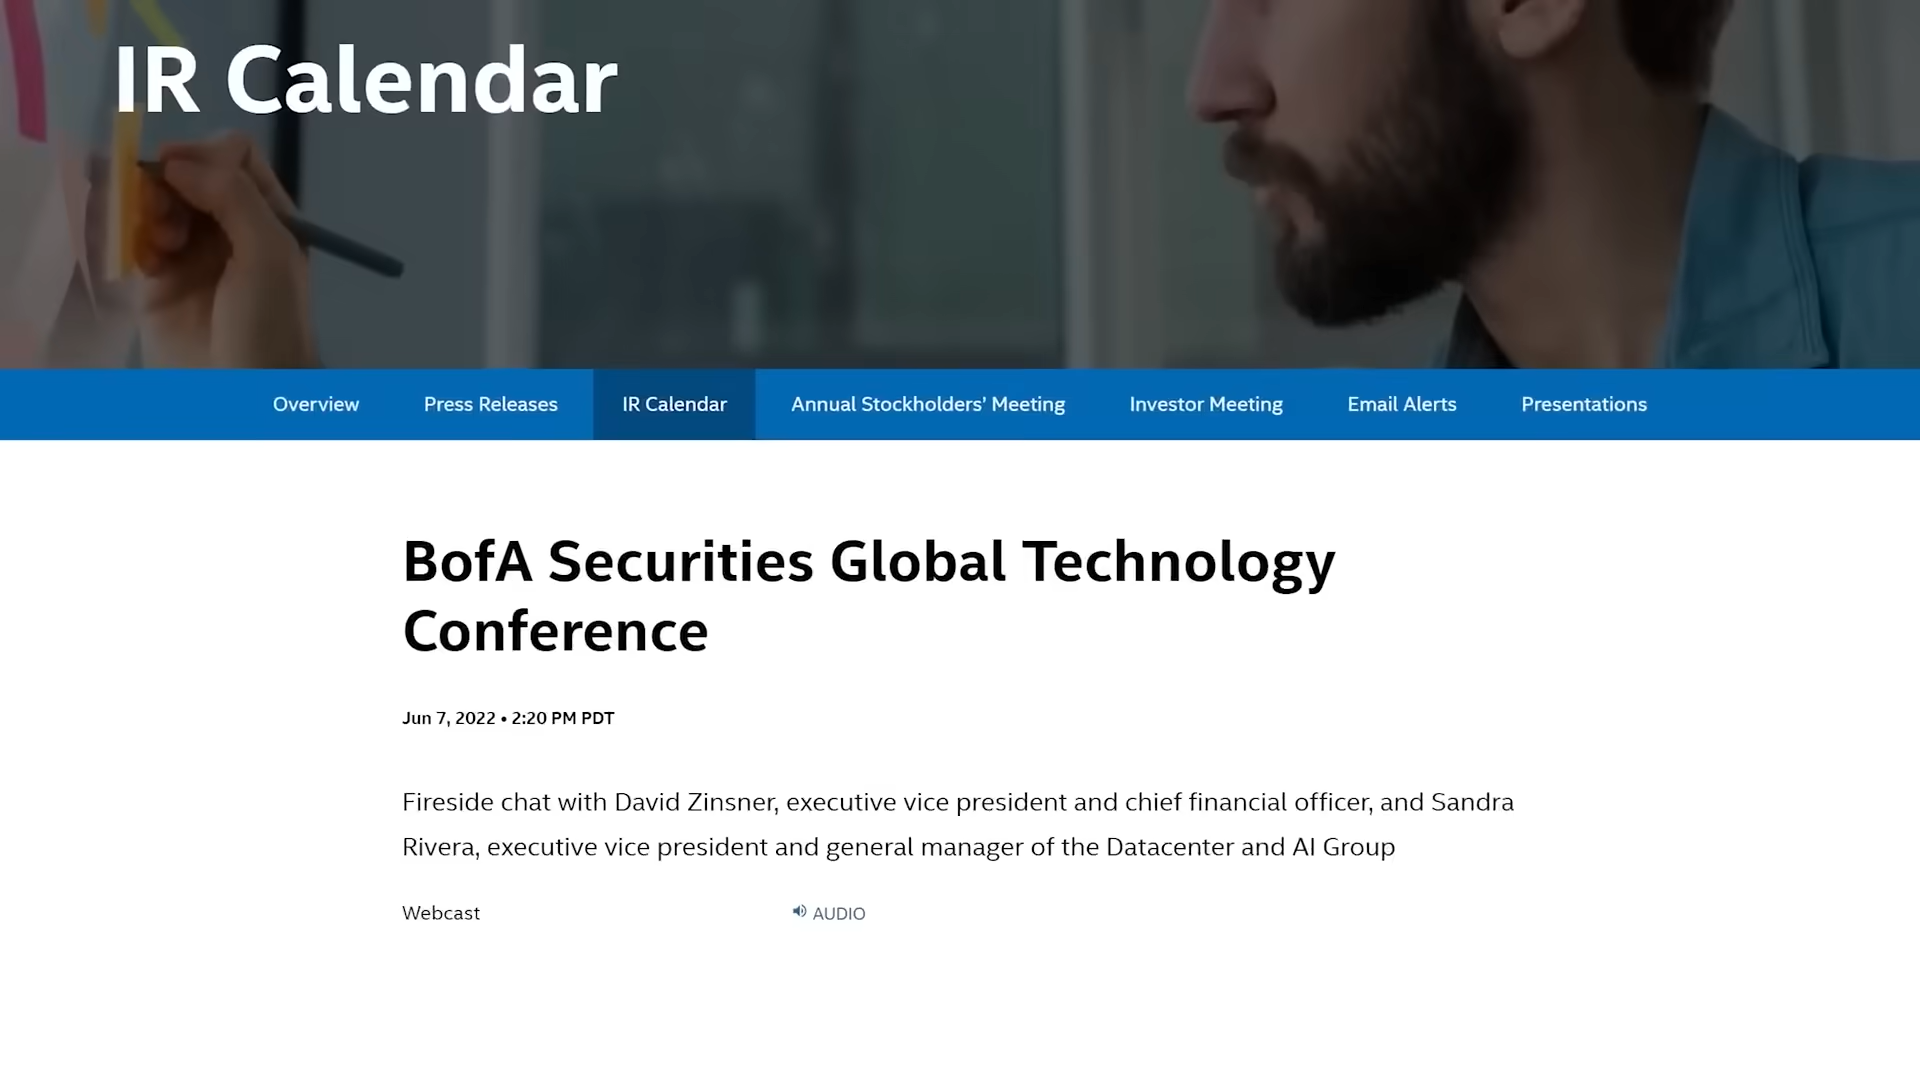 IR Calendar
Overview
Press Releases
IR Calendar
Annual Stockholders' Meeting
Investor Meeting
Email Alerts
Presentations
BofA Securities Global Technology
Conference
Jun 7, 2022 • 2:20 PM PDT
Fireside chat with David Zinsner, executive vice president and chief financial officer, and Sandra
Rivera, executive vice president and general manager of the Datacenter and AI Group
Webcast
AUDIO